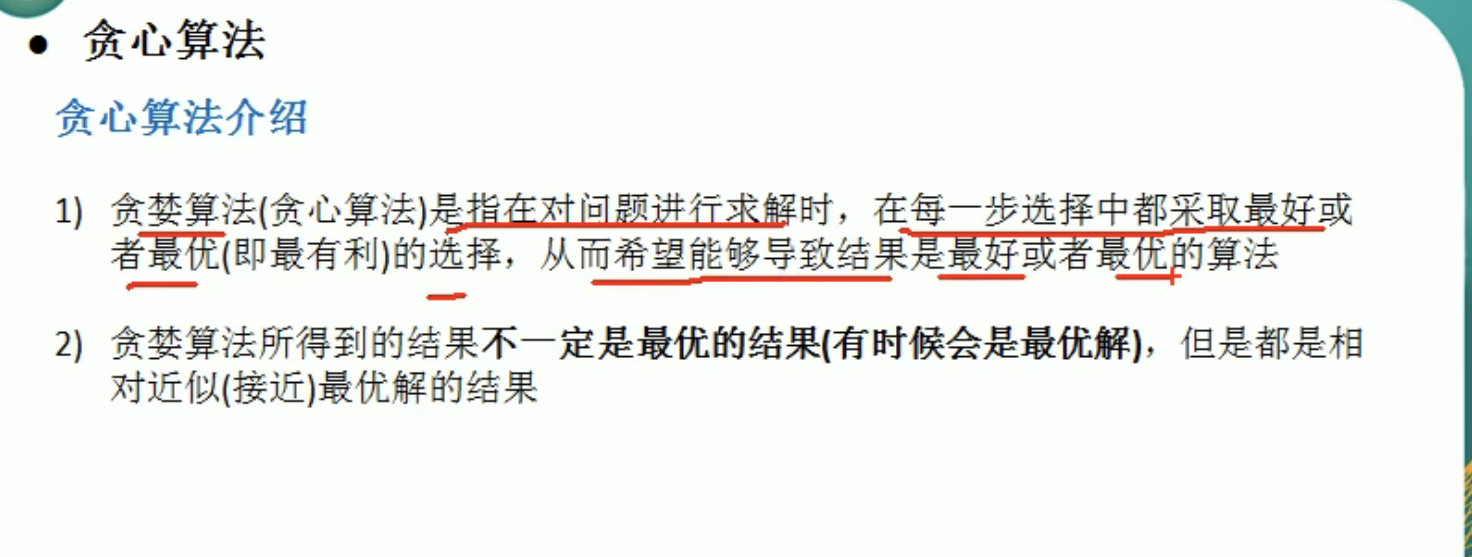 ● 贪心算法
贪心算法介绍
1) 贪婪算法(贪心算法)是指在对问题进行求解时，在每一步选择中都采取最好或
者最优(即最有利)的选择，从而希望能够导致结果是最好或者最优的算法
2) 贪婪算法所得到的结果不一定是最优的结果(有时候会是最优解)，但是都是相
对近似(接近)最优解的结果